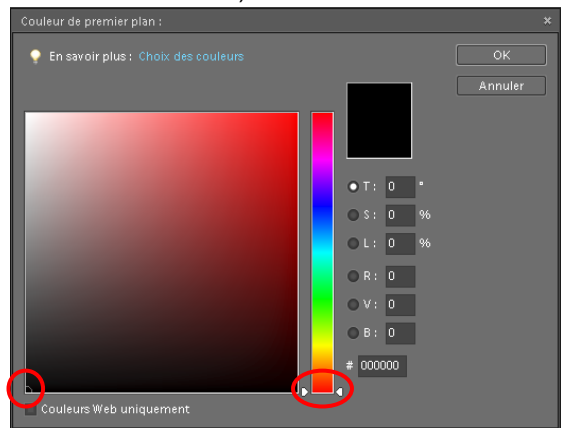 Couleur de premier plan :
×
En savoir plus : Choix des couleurs
OK
Annuler
T : 0 °
S : 0 %
L : 0 %
R : 0
V : 0
B : 0
# 000000
Couleurs Web uniquement